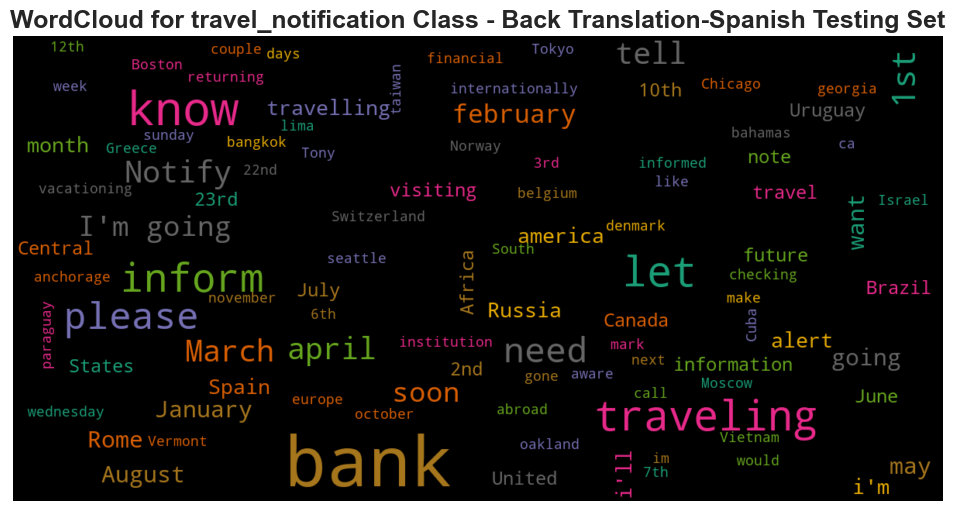 WordCloud for travel_notification Class - Back Translation-Spanish Testing Set
12th
couple
days
Tokyo
Boston
financial
tell
1st
week
returning
taiwan
internationally
10th
Chicago
georgia
know
travelling
february
Uruguay
lima
sunday
bangkok
bahamas
ca
month
Greece
Tony
Norway
3rd
informed
note
Notify
22nd
like
vacationing
23rd
visiting
belgium
travel
Israel
want
I'm going
Switzerland
america
denmark
Central
seattle
South
future
anchorage
inform
november
July
Africa
let
checking
Brazil
please
6th
Russia
make
Cuba
paraguay
Canada
alert
March
april
institution
need
mark
next
going
States
2nd
gone
aware
information
Moscow
Spain
soon
call
June
wednesday
January
europe
october
abroad
traveling
Rome
Vermont
bank
oakland
Vietnam
August
United
i'll
im
7th
would
may
i'm